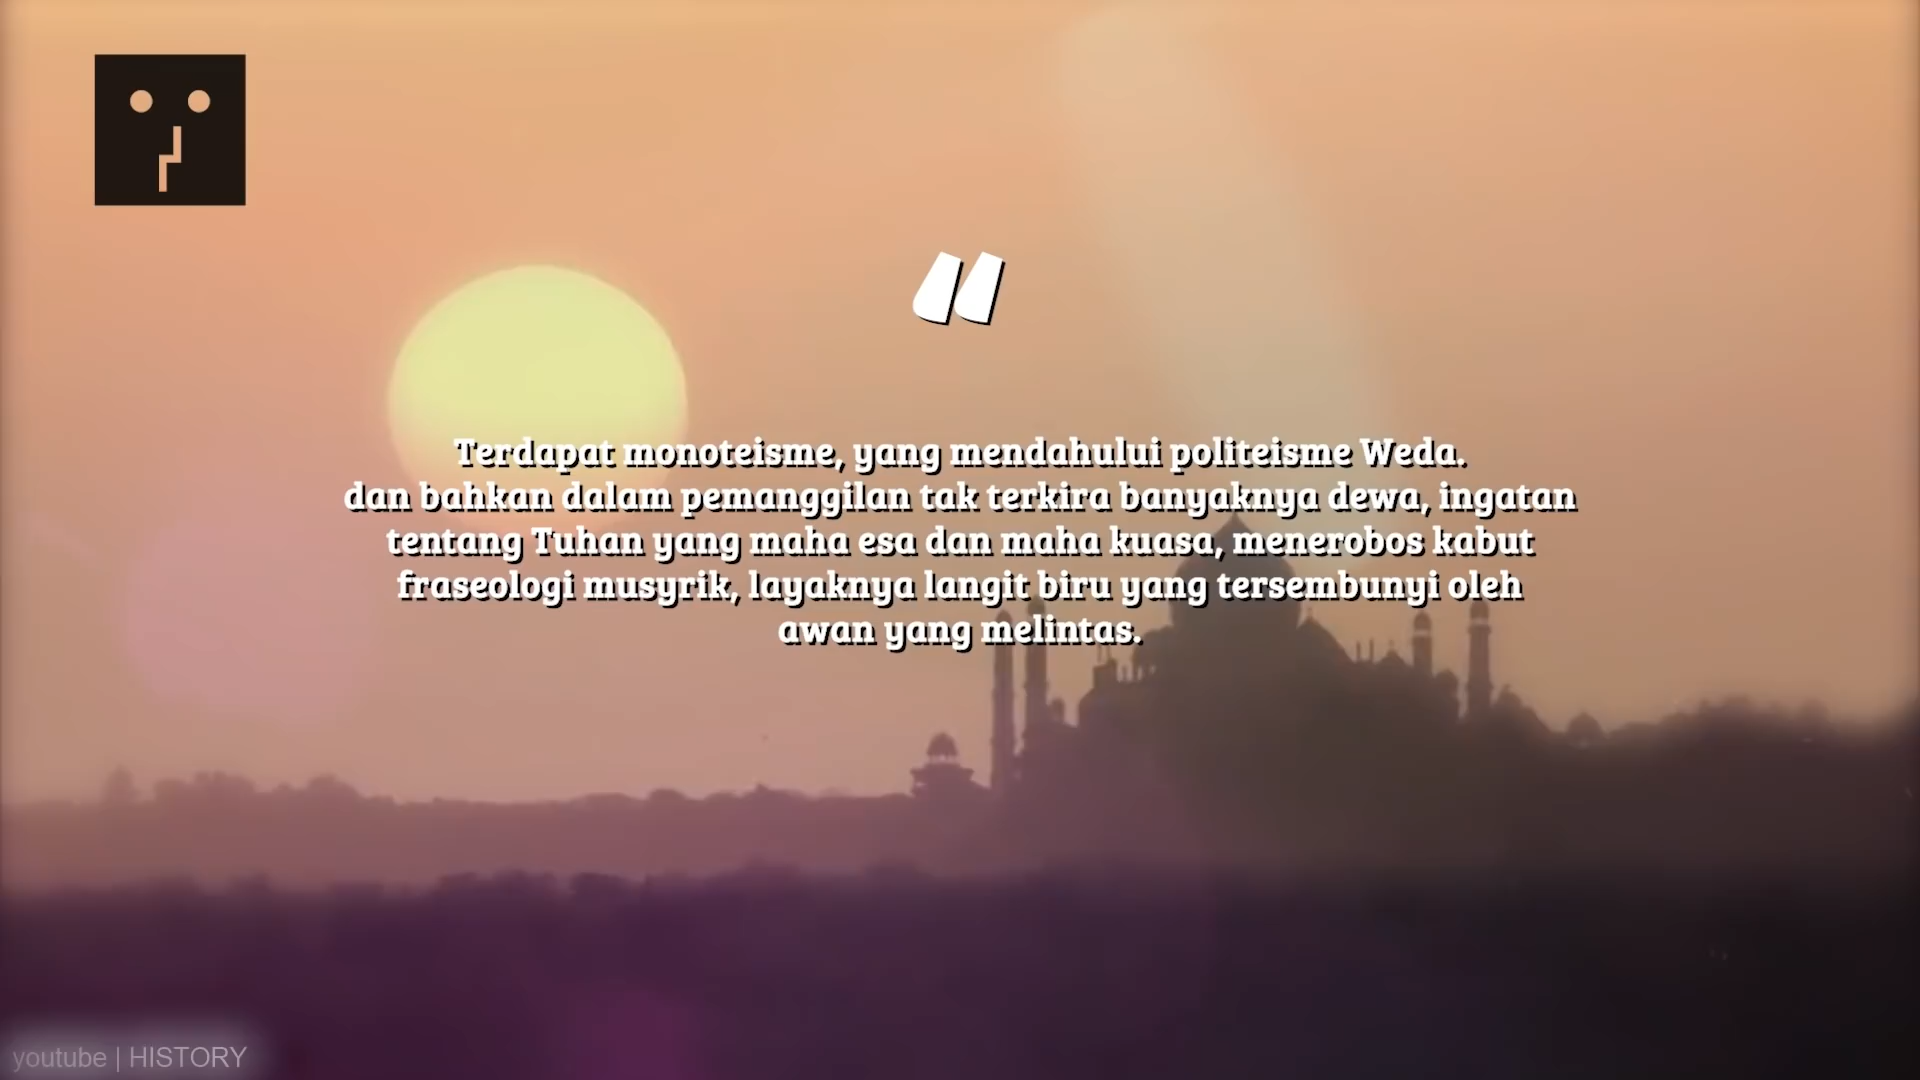 Terdapat monoteisme, yang mendahului politeisme Weda.
dan bahkan dalam pemanggilan tak terkira banyaknya dewa, ingatan
tentang Tuhan yang maha esa dan maha kuasa, menerobos kabut
fraseologi musyrik, layaknya langit biru yang tersembunyi oleh
awan yang melintas.
youtube | HISTORY